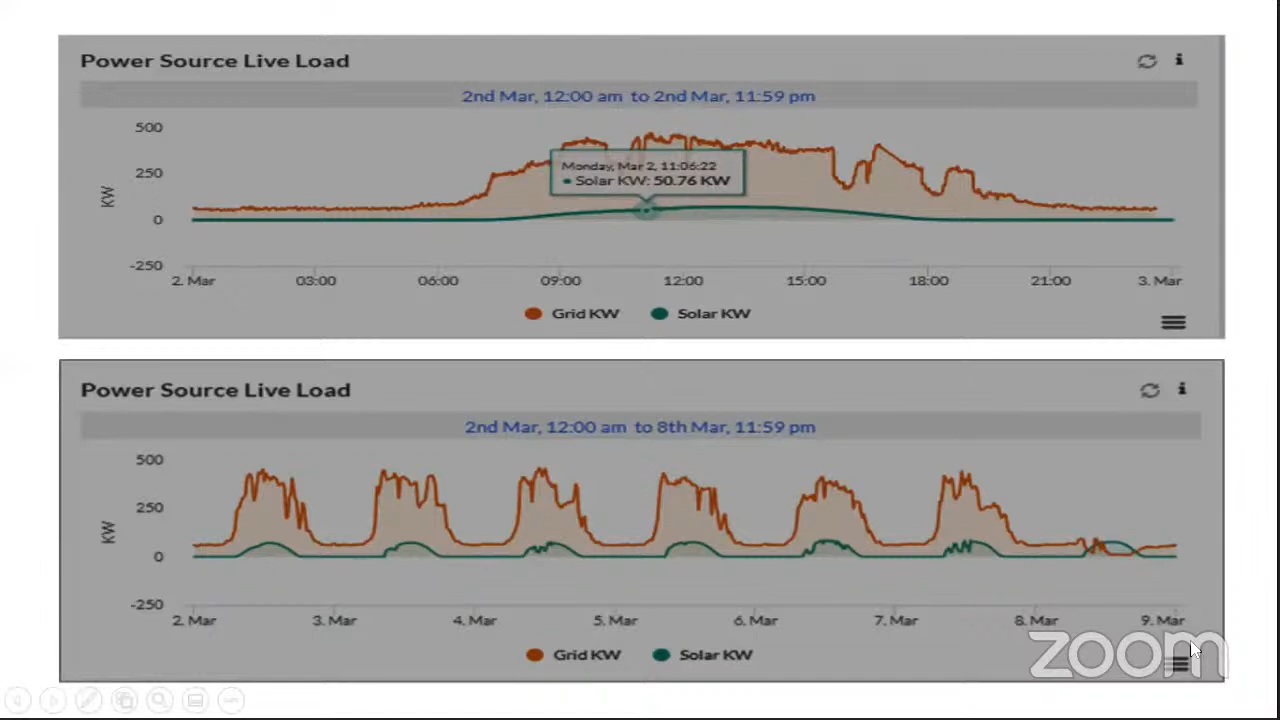 Power Source Live Load
2nd Mar, 12:00 am to 2nd Mar, 11:59 pm
500
250
0
-250
KW
Monday, Mar 2, 11:06:22
• Solar KW: 50.76 KW
2. Mar 03:00 06:00 09:00 12:00 15:00 18:00 21:00 3. Mar
Grid KW Solar KW
Power Source Live Load
2nd Mar, 12:00 am to 8th Mar, 11:59 pm
500
250
0
-250
KW
2. Mar 3. Mar 4. Mar 5. Mar 6. Mar 7. Mar 8. Mar 9. Mar
Grid KW Solar KW
zoom